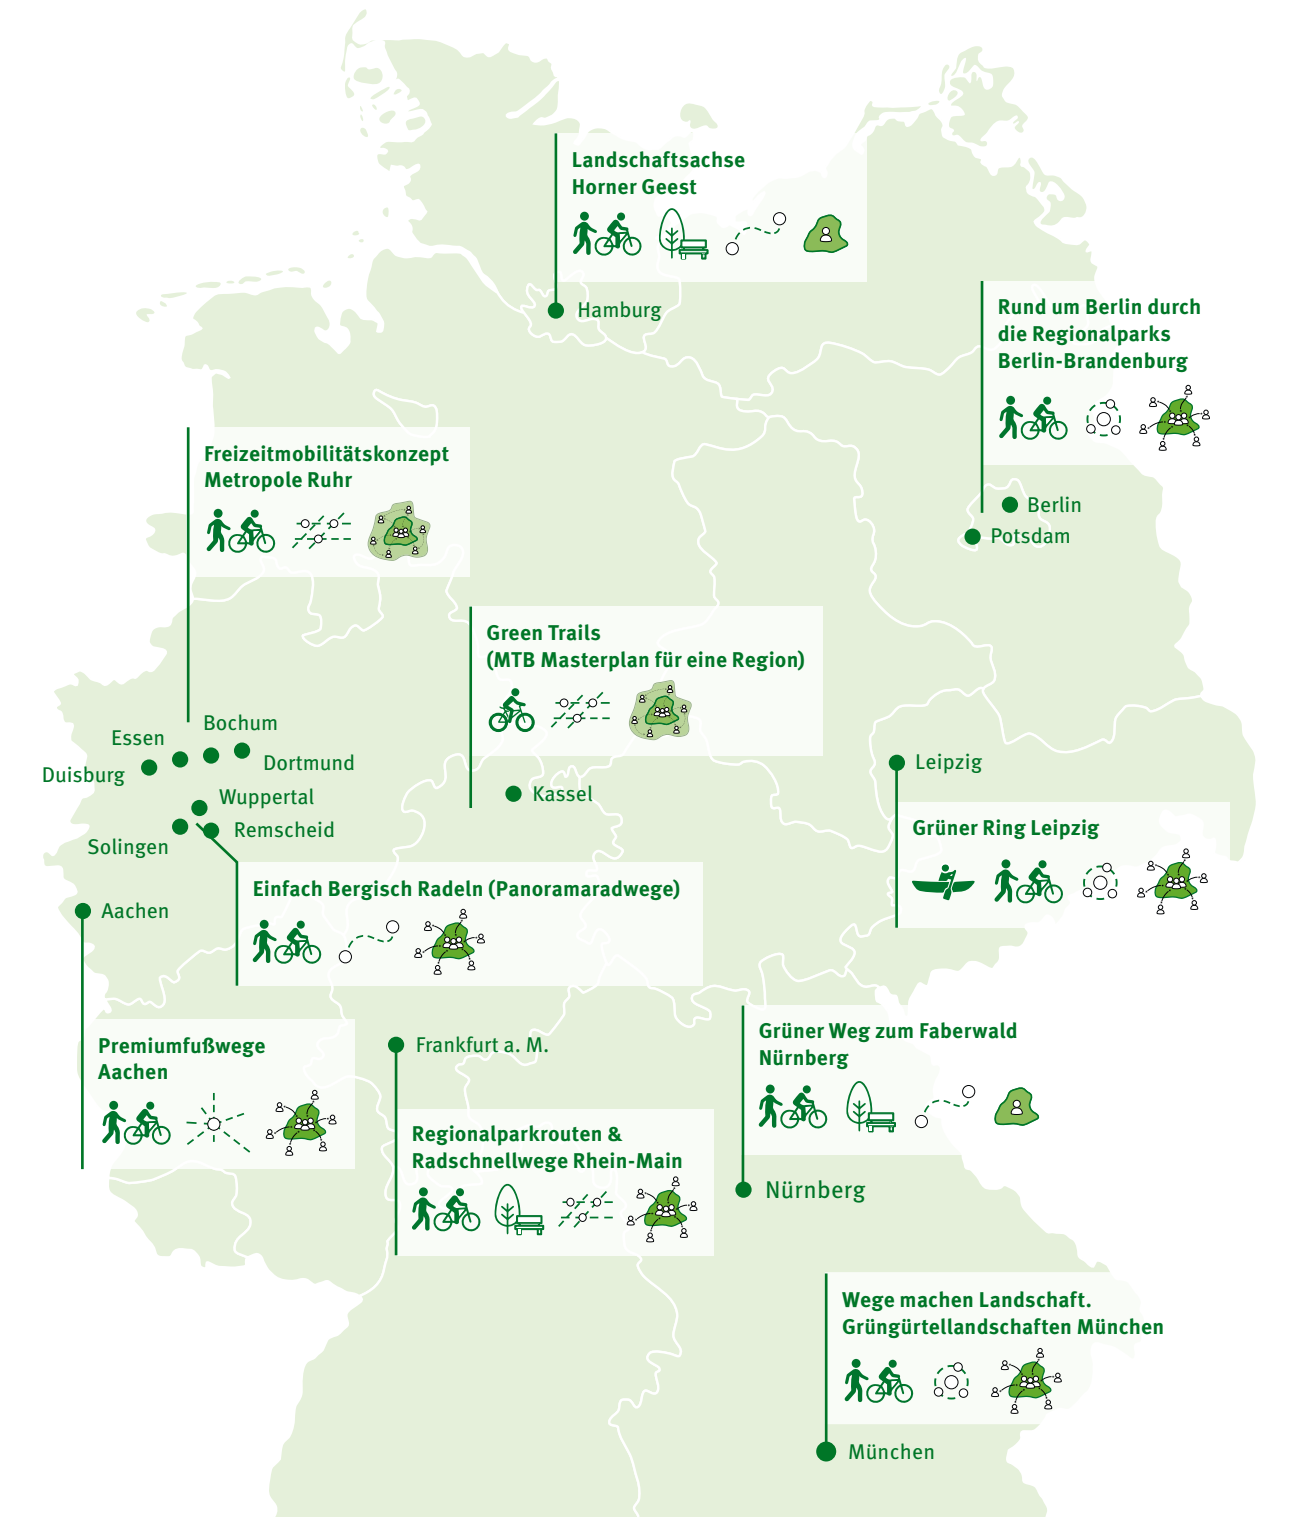 Landschaftsachse
Horner Geest
Hamburg
Rund um Berlin durch
die Regionalparks
Berlin-Brandenburg
Berlin
Potsdam
Freizeitmobilitätskonzept
Metropole Ruhr
Green Trails
(MTB Masterplan für eine Region)
Kassel
Bochum
Essen
Dortmund
Duisburg
Wuppertal
Remscheid
Solingen
Leipzig
Grüner Ring Leipzig
Einfach Bergisch Radeln (Panoramaradwege)
Aachen
Premiumfußwege
Aachen
Frankfurt a. M.
Regionalparkrouten &
Radschnellwege Rhein-Main
Grüner Weg zum Faberwald
Nürnberg
Nürnberg
Wege machen Landschaft.
Grüngürtellandschaften München
München